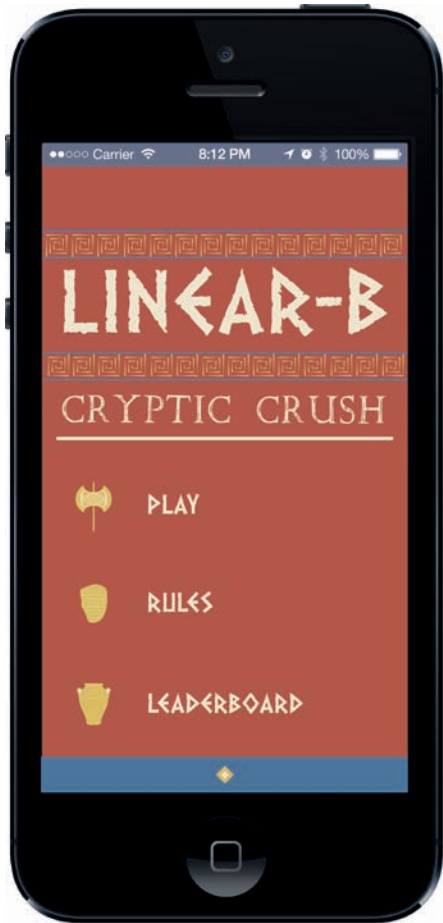 Carrier 8:12 PM 100%
LINEAR-B
CRYPTIC CRUSH
PLAY
RULES
LEADERBOARD